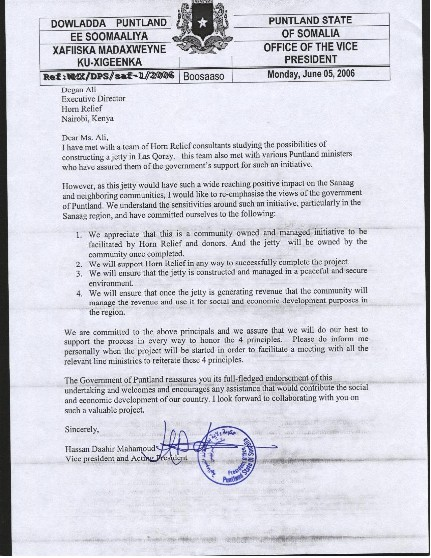 DOWLADDA PUNTLAND
EE SOOMAALIYA
XAFIISKA MADAXWEYNE
KU-XIGEENKA
PUNTLAND STATE
OF SOMALIA
OFFICE OF THE VICE
PRESIDENT
Boosaaso
Monday, June 05, 2006
Degan Ali
Executive Director
Horn Relief
Nairobi, Kenya
Dear Ms. Ali,
I have met with a team of Horn Relief consultants studying the possibilities of
constructing a jetty in Las Qoray. this team also met with various Puntland ministers
who have assured them of the government's support for such an initiative.
However, as this jetty would have such a wide reaching positive impact on the Sanaag
and neighboring communities, I would like to re-emphasise the views of the government
of Puntland. We understand the sensitivities around such an initiative, particularly in the
Sanaag region, and have committed ourselves to the following:
1. We appreciate that this is a community owned and managed initiative to be
facilitated by Horn Relief and donors. And the jetty will be owned by the
community once completed.
2. We will support Horn Relief in any way to successfully complete the project
3. We will ensure that the jetty is constructed and managed in a peaceful and secure
environment.
4. We will ensure that once the jetty is generating revenue that the community will
manage the revenue and use it for social and economic development purposes in
the region.
We are committed to the above principals and we assure that we will do our best to
support the process in every way to honor the 4 principles. Please do inform me
personally when the project will be started in order to facilitate a meeting with all the
relevant line ministries to reiterate these 4 principles.
The Government of Puntland reassures you its full-fledged endorsement of this
undertaking and welcomes and encourages any assistance that would contribute the social
and economic development of our country. I look forward to collaborating with you on
such a valuable project.
Sincerely,
Hassan Daahir Mahamoud
Vice president and Acting President